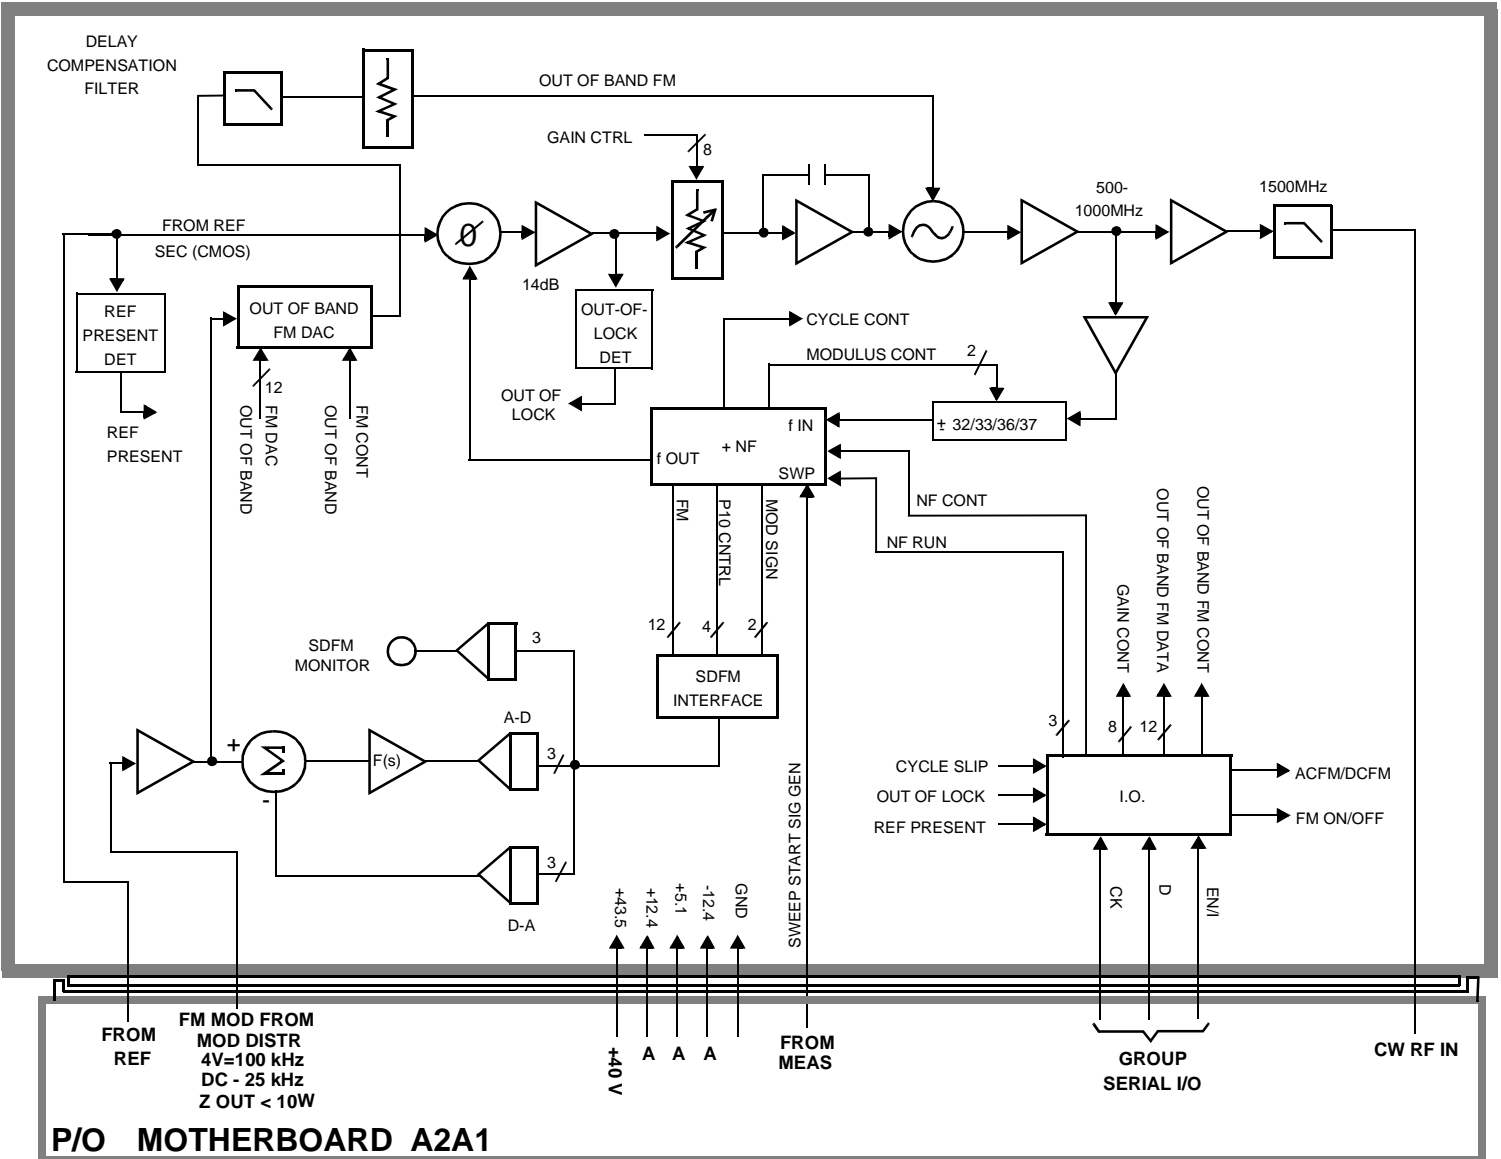 DELAY
COMPENSATION
FILTER
OUT OF BAND FM
GAIN CTRL
8
500-
1000MHz
1500MHz
FROM REF
SEC (CMOS)
Ø
14dB
REF
PRESENT
DET
OUT OF BAND
FM DAC
OUT-OF-
LOCK
DET
CYCLE CONT
MODULUS CONT
2
OUT OF
LOCK
12
FM DAC
OUT OF BAND
FM CONT
OUT OF BAND
REF
PRESENT
f IN
+ NF
f OUT
SWP
± 32/33/36/37
NF CONT
NF RUN
FM
P10 CNTRL
MOD SIGN
12
4
2
SDFM
INTERFACE
SDFM
MONITOR
3
A-D
3
+
Σ
-
F(s)
3
D-A
GAIN CONT
OUT OF BAND FM DATA
OUT OF BAND FM CONT
3
8
12
CYCLE SLIP
OUT OF LOCK
REF PRESENT
I.O.
ACFM/DCFM
FM ON/OFF
CK
D
EN/I
SWEEP START SIG GEN
+43.5
+12.4
+5.1
-12.4
GND
FROM
REF
FM MOD FROM
MOD DISTR
4V=100 kHz
DC - 25 kHz
Z OUT < 10W
+40 V
A
A
A
FROM
MEAS
GROUP
SERIAL I/O
CW RF IN
P/O MOTHERBOARD A2A1